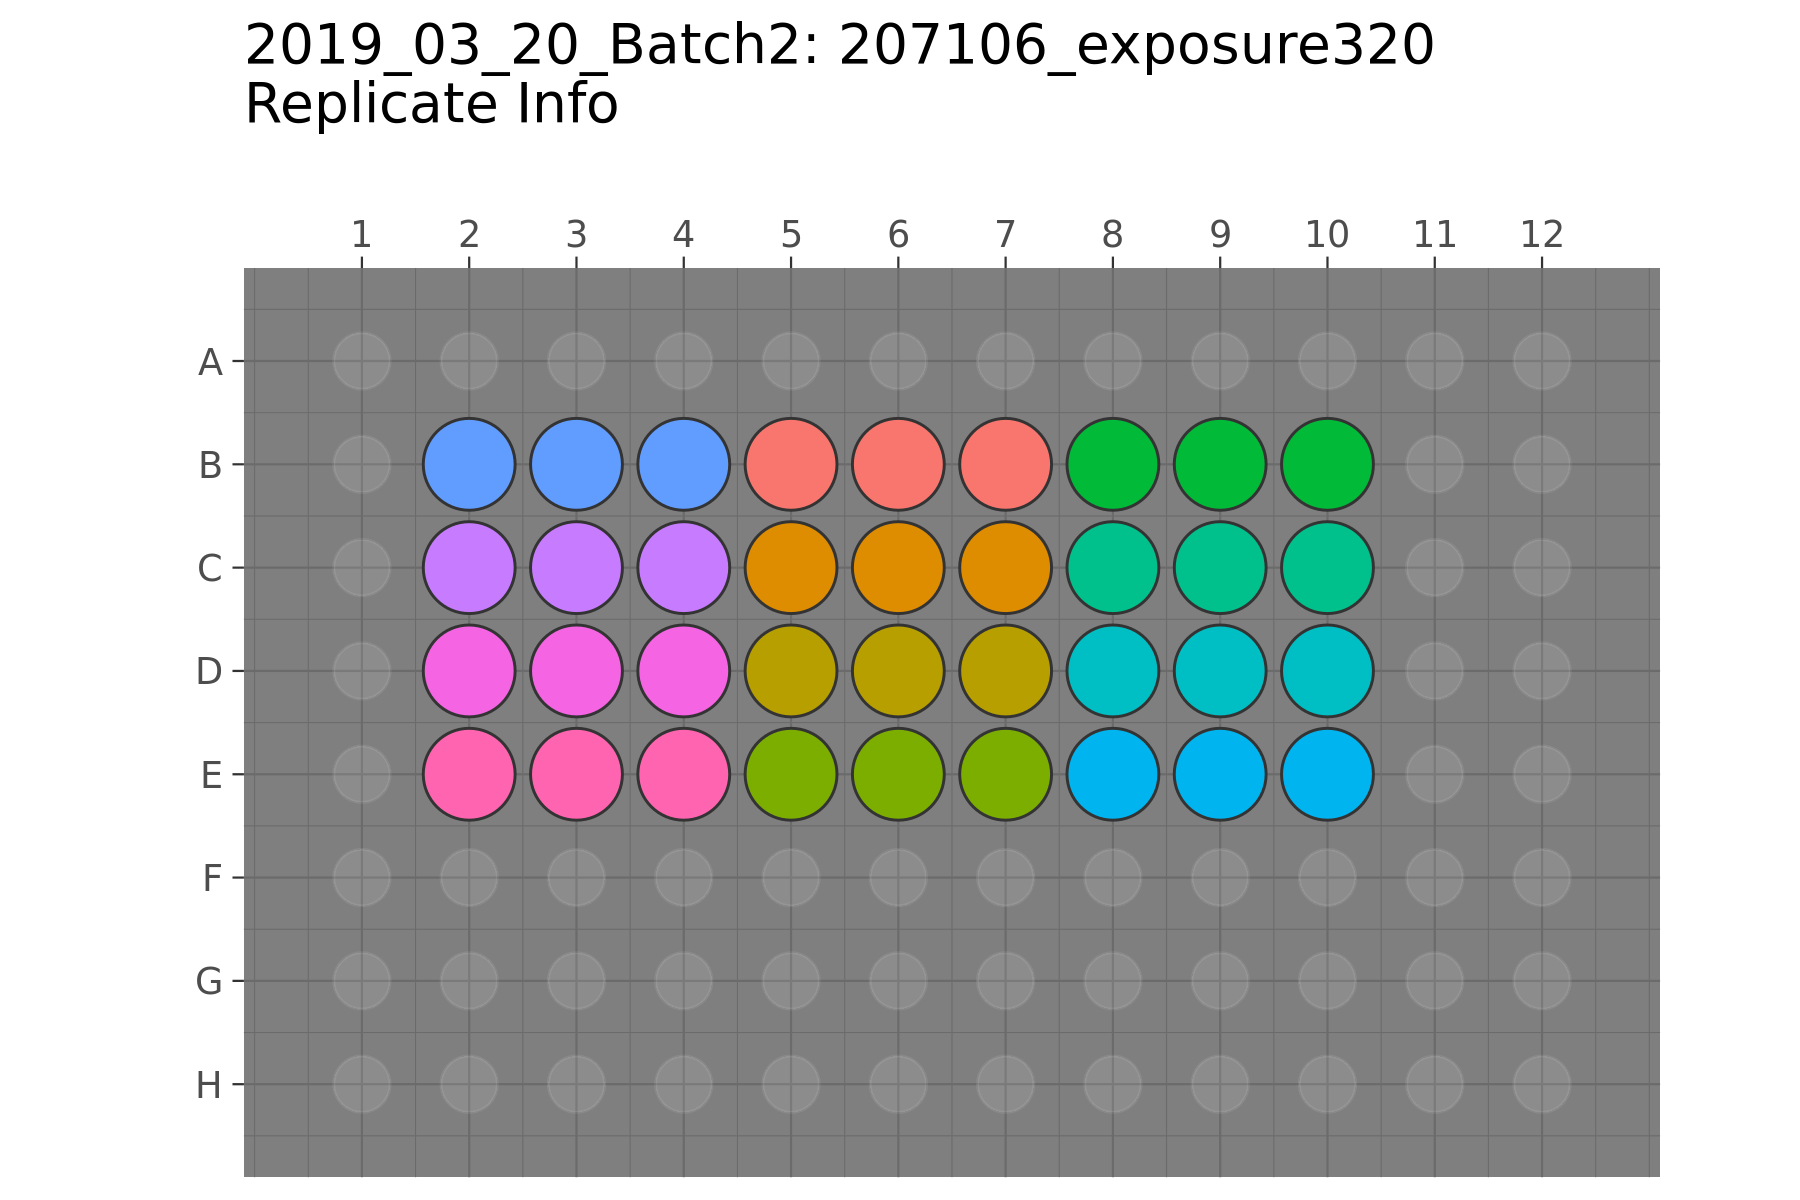 2019_03_20_Batch2: 207106_exposure320
Replicate Info
1 2 3 4 5 6 7 8 9 10 11 12
A
B
C
D
E
F
G
H